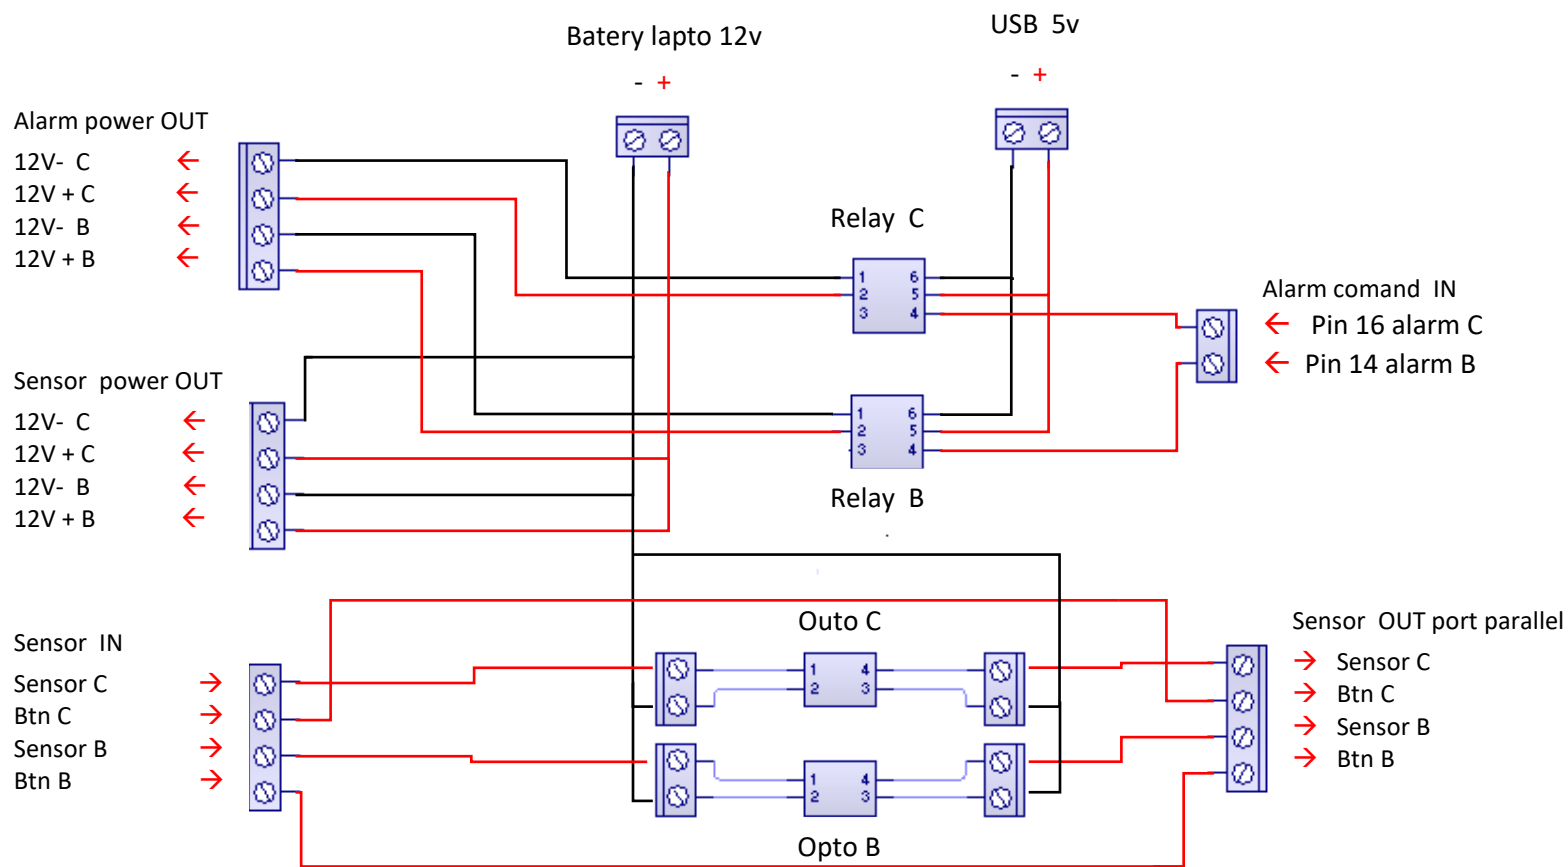 Batery lapto 12v
- +
USB 5v
- +
Alarm power OUT
12V- C ←
12V + C ←
12V- B ←
12V + B ←
Relay C
1 6
2 5
3 4
Alarm comand IN
← Pin 16 alarm C
← Pin 14 alarm B
Sensor power OUT
12V- C ←
12V + C ←
12V- B ←
12V + B ←
1 6
2 5
3 4
Relay B
Sensor IN
Sensor C →
Btn C →
Sensor B →
Btn B →
Outo C
1 4
2 3
1 4
2 3
Opto B
Sensor OUT port parallel
→ Sensor C
→ Btn C
→ Sensor B
→ Btn B